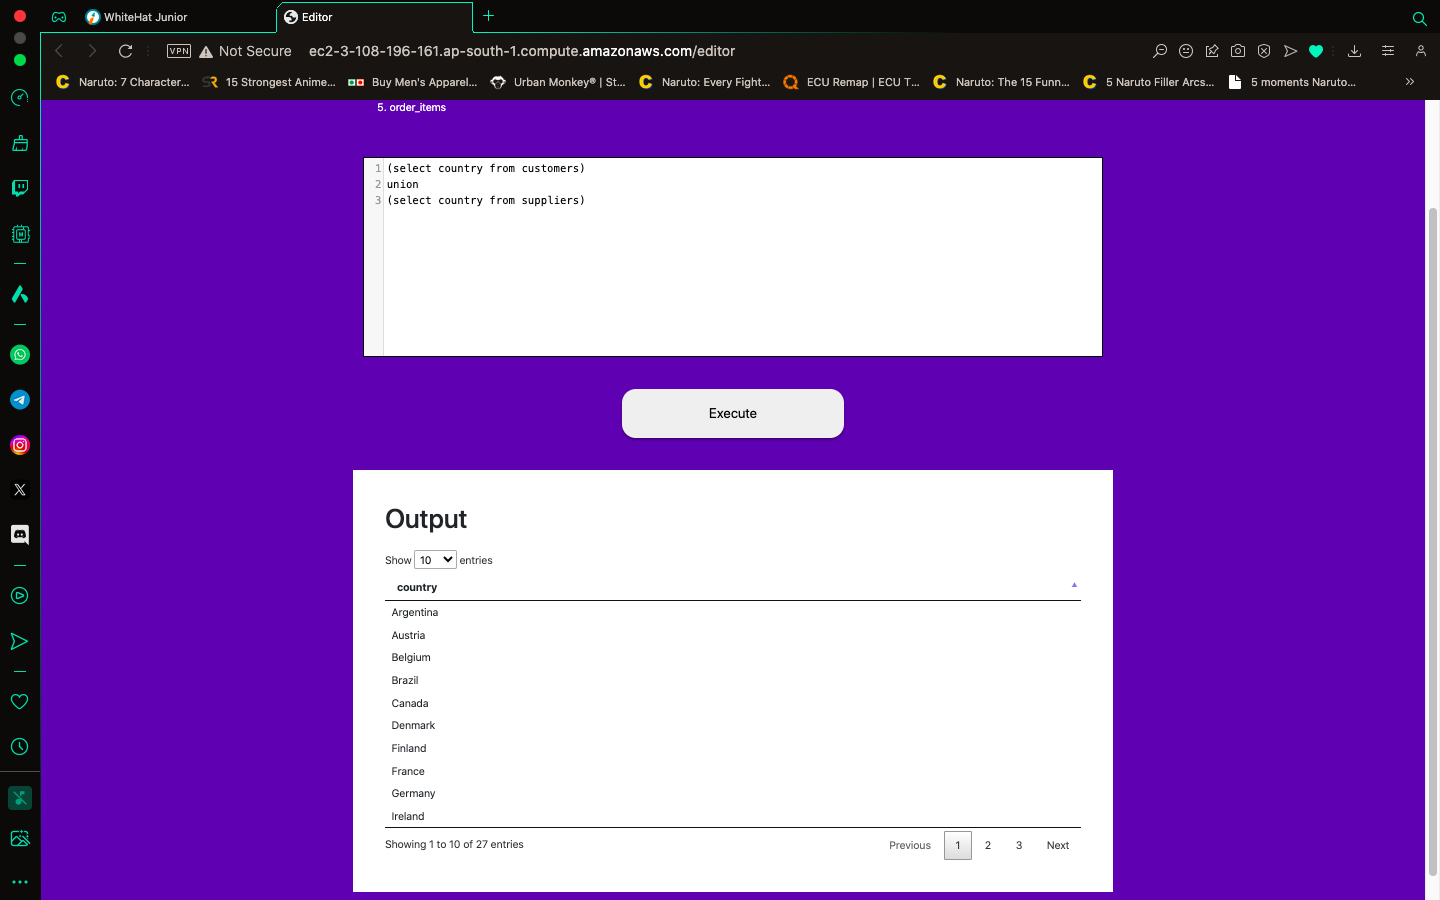 WhiteHat Junior
Editor
VPN
Not Secure
ec2-3-108-196-161.ap-south-1.compute.amazonaws.com/editor
Naruto: 7 Character...
15 Strongest Anime...
Buy Men's Apparel...
Urban Monkey® | St...
Naruto: Every Fight...
ECU Remap | ECU T...
Naruto: The 15 Funn...
5 Naruto Filler Arcs...
5 moments Naruto...
5. order_items
1 (select country from customers)
2 union
3 (select country from suppliers)
Execute
Output
Show 10 entries
country
Argentina
Austria
Belgium
Brazil
Canada
Denmark
Finland
France
Germany
Ireland
Showing 1 to 10 of 27 entries
Previous 1 2 3 Next